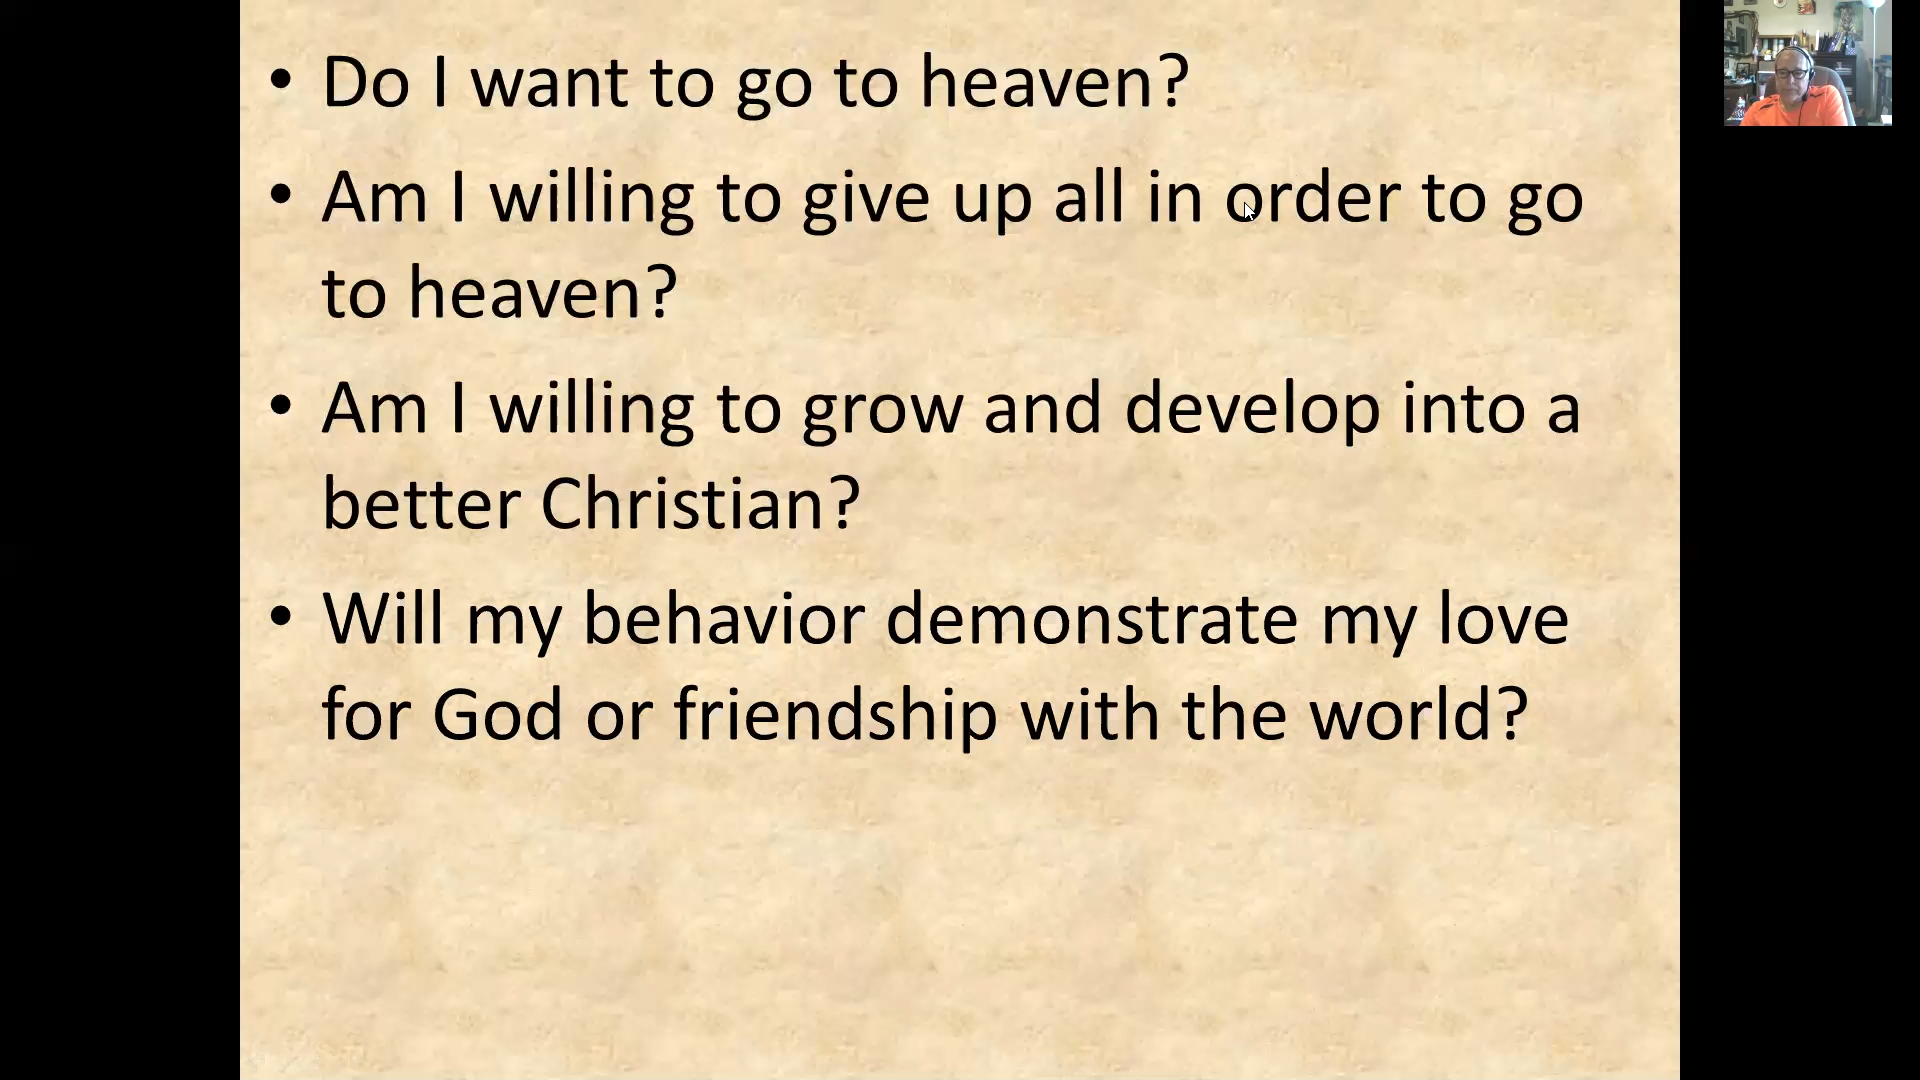 • Do I want to go to heaven?
• Am I willing to give up all in order to go
to heaven?
• Am I willing to grow and develop into a
better Christian?
• Will my behavior demonstrate my love
for God or friendship with the world?